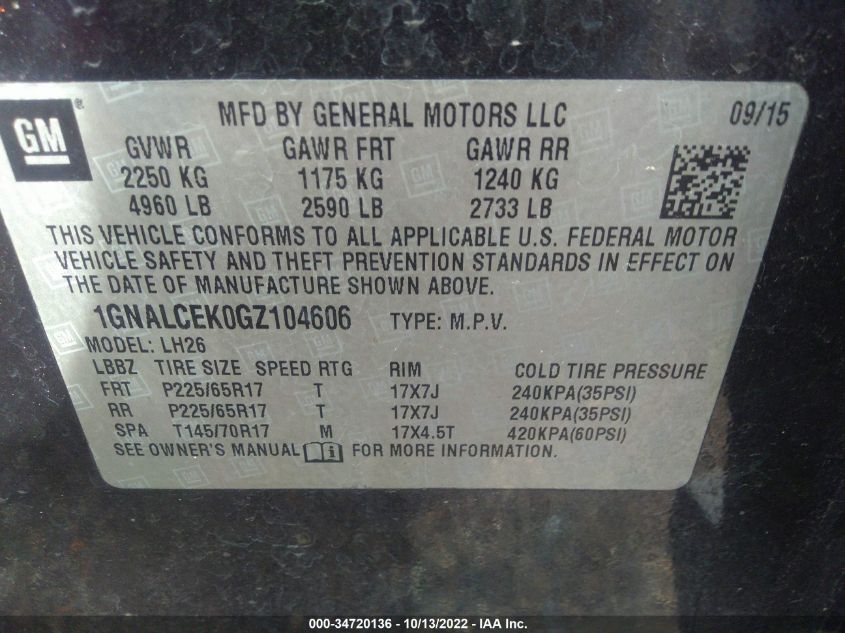 GM®
MFD BY GENERAL MOTORS LLC 09/15
GVWR GAWR FRT GAWR RR
2250 KG 1175 KG 1240 KG
4960 LB 2590 LB 2733 LB
THIS VEHICLE CONFORMS TO ALL APPLICABLE U.S. FEDERAL MOTOR
VEHICLE SAFETY AND THEFT PREVENTION STANDARDS IN EFFECT ON
THE DATE OF MANUFACTURE SHOWN ABOVE.
1GNALCEK0GZ104606 TYPE: M.P.V.
MODEL: LH26
LBBZ TIRE SIZE SPEED RTG RIM COLD TIRE PRESSURE
FRT P225/65R17 T 17X7J 240KPA(35PSI)
RR P225/65R17 T 17X7J 240KPA(35PSI)
SPA T145/70R17 M 17X4.5T 420KPA(60PSI)
SEE OWNER'S MANUAL i FOR MORE INFORMATION.
000-34720136 - 10/13/2022 - IAA Inc.